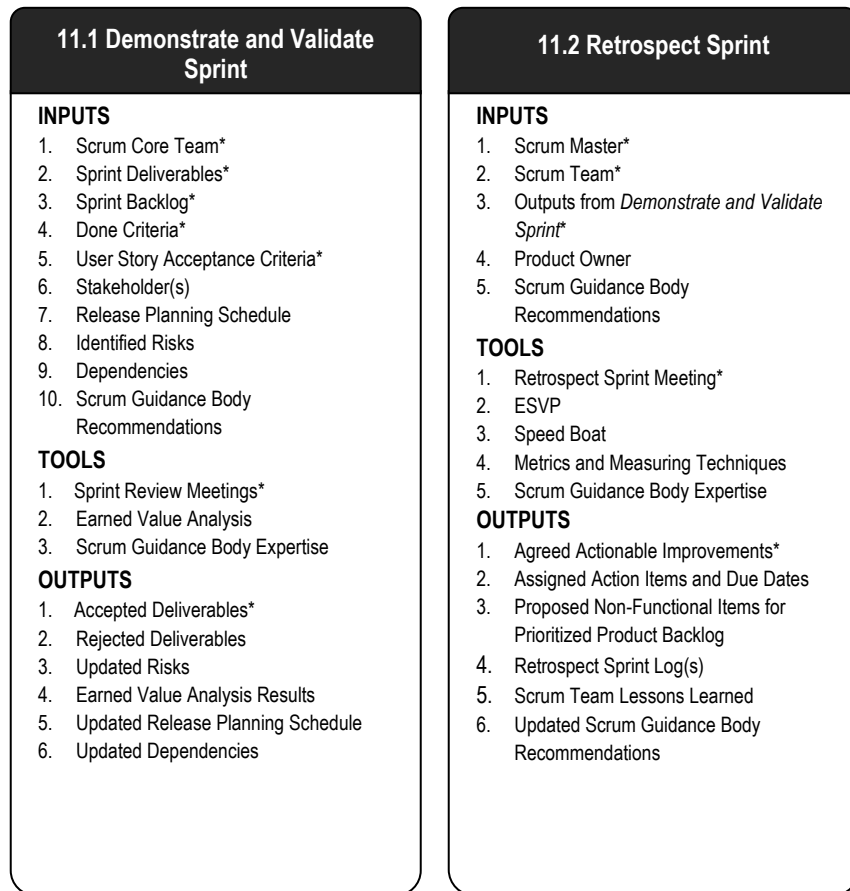 11.1 Demonstrate and Validate
Sprint
INPUTS
1. Scrum Core Team*
2. Sprint Deliverables*
3. Sprint Backlog*
4. Done Criteria*
5. User Story Acceptance Criteria*
6. Stakeholder(s)
7. Release Planning Schedule
8. Identified Risks
9. Dependencies
10. Scrum Guidance Body
Recommendations
TOOLS
1. Sprint Review Meetings*
2. Earned Value Analysis
3. Scrum Guidance Body Expertise
OUTPUTS
1. Accepted Deliverables*
2. Rejected Deliverables
3. Updated Risks
4. Earned Value Analysis Results
5. Updated Release Planning Schedule
6. Updated Dependencies
11.2 Retrospect Sprint
INPUTS
1. Scrum Master*
2. Scrum Team*
3. Outputs from Demonstrate and Validate
Sprint*
4. Product Owner
5. Scrum Guidance Body
Recommendations
TOOLS
1. Retrospect Sprint Meeting*
2. ESVP
3. Speed Boat
4. Metrics and Measuring Techniques
5. Scrum Guidance Body Expertise
OUTPUTS
1. Agreed Actionable Improvements*
2. Assigned Action Items and Due Dates
3. Proposed Non-Functional Items for
Prioritized Product Backlog
4. Retrospect Sprint Log(s)
5. Scrum Team Lessons Learned
6. Updated Scrum Guidance Body
Recommendations